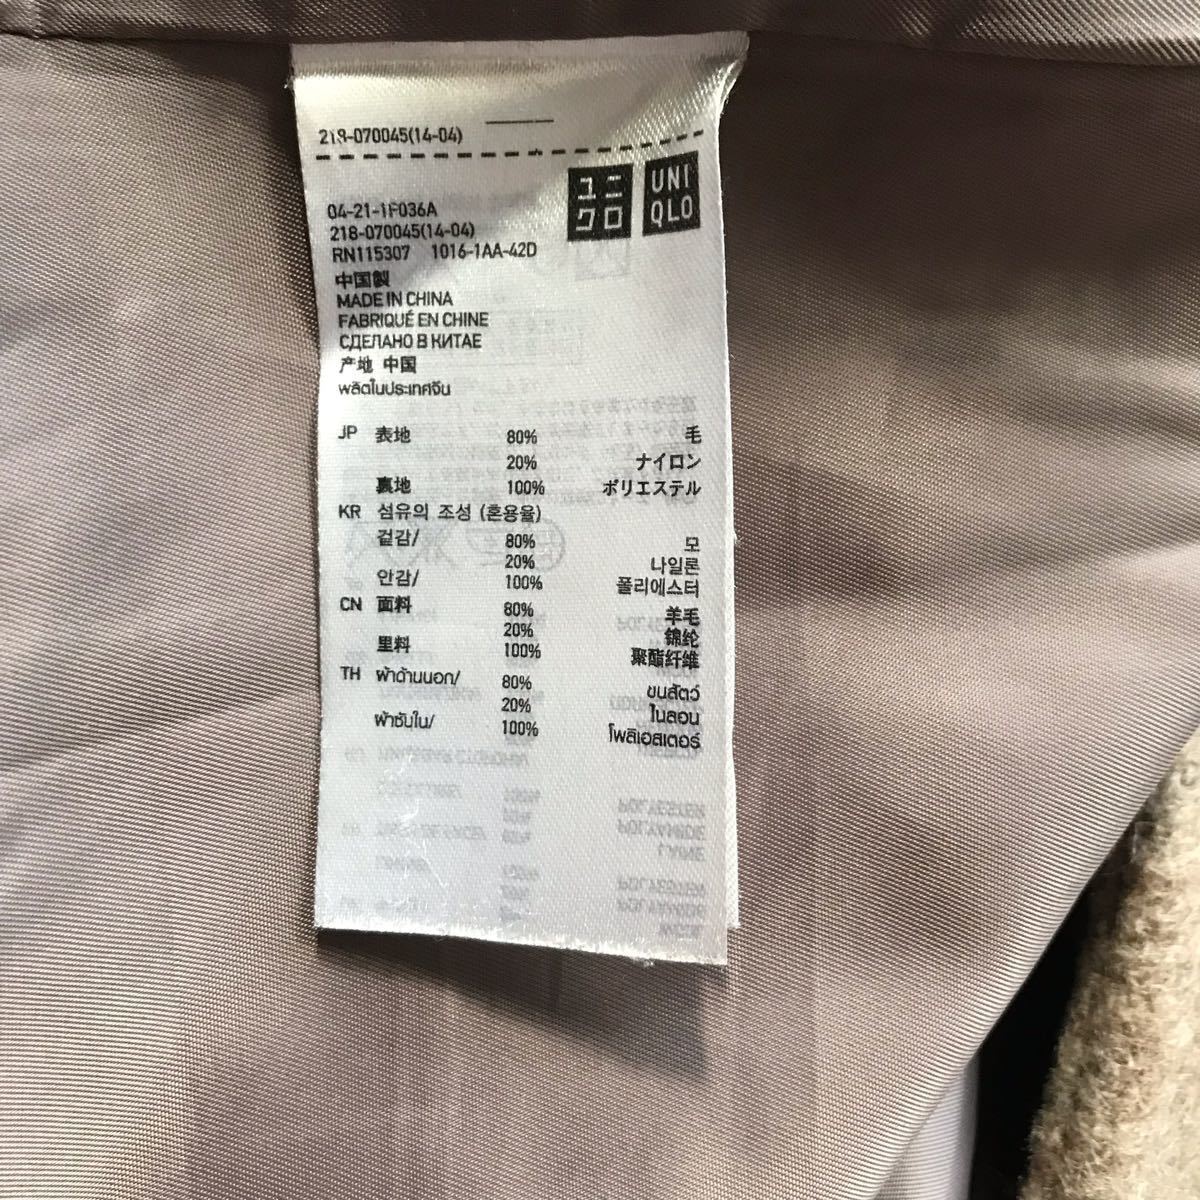 218-070045(14-04)
ユニクロ
UNIQLO
04-21-1F036A
218-070045(14-04)
RN115307 1016-1AA-42D
中国製
MADE IN CHINA
FABRIQUÉ EN CHINE
СДЕЛАНО В КИТАЕ
产地 中国
ผลิตในประเทศจีน
JP 表地 80% 毛
20% ナイロン
裏地 100% ポリエステル
KR 섬유의 조성 (혼용율)
겉감/ 80% 모
20% 나일론
안감/ 100% 폴리에스터
CN 面料 80% 羊毛
20% 锦纶
里料 100% 聚酯纤维
TH ผ้าด้านนอก/ 80% ขนสัตว์
20% ไนลอน
ผ้าซับใน/ 100% โพลีเอสเตอร์